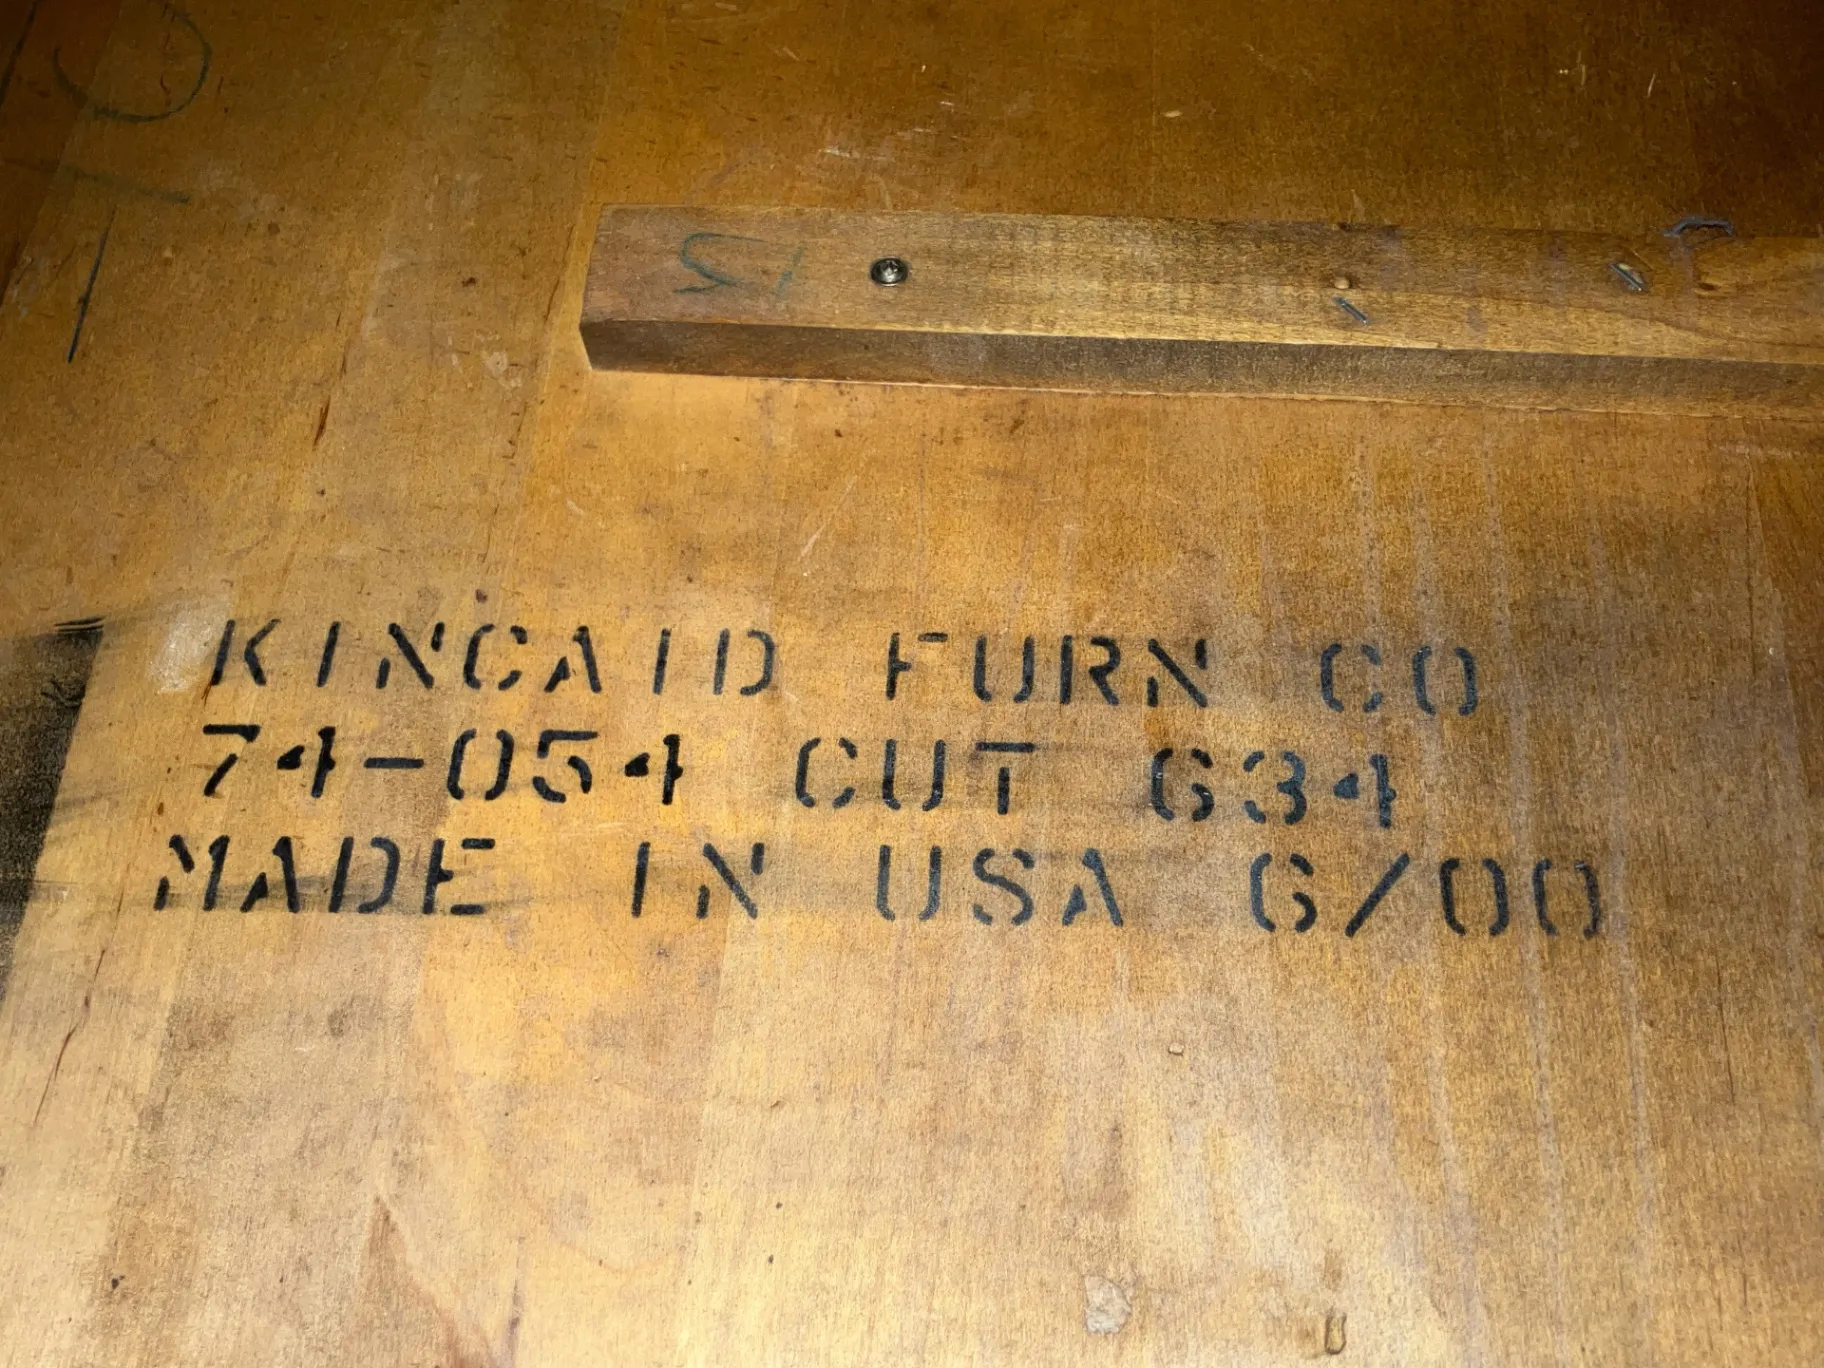 KINCAID FURN CO
74-054 CUT 634
MADE IN USA 6/00